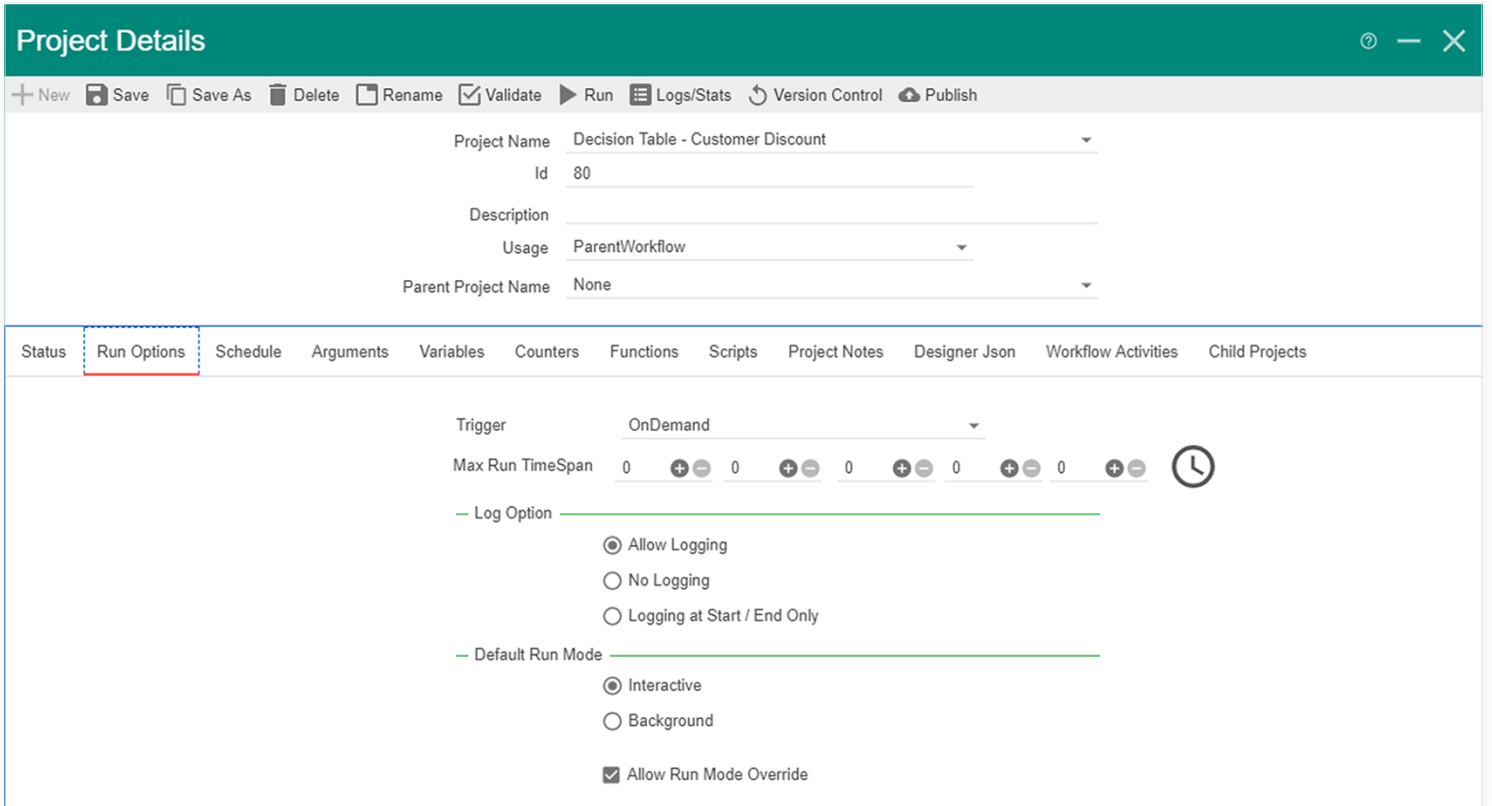 Project Details
New Save Save As Delete Rename Validate Run Logs/Stats Version Control Publish
Project Name Decision Table - Customer Discount
Id 80
Description
Usage ParentWorkflow
Parent Project Name None
Status Run Options Schedule Arguments Variables Counters Functions Scripts Project Notes Designer Json Workflow Activities Child Projects
Trigger OnDemand
Max Run TimeSpan 0 0 0 0 0
Log Option
Allow Logging
No Logging
Logging at Start / End Only
Default Run Mode
Interactive
Background
Allow Run Mode Override